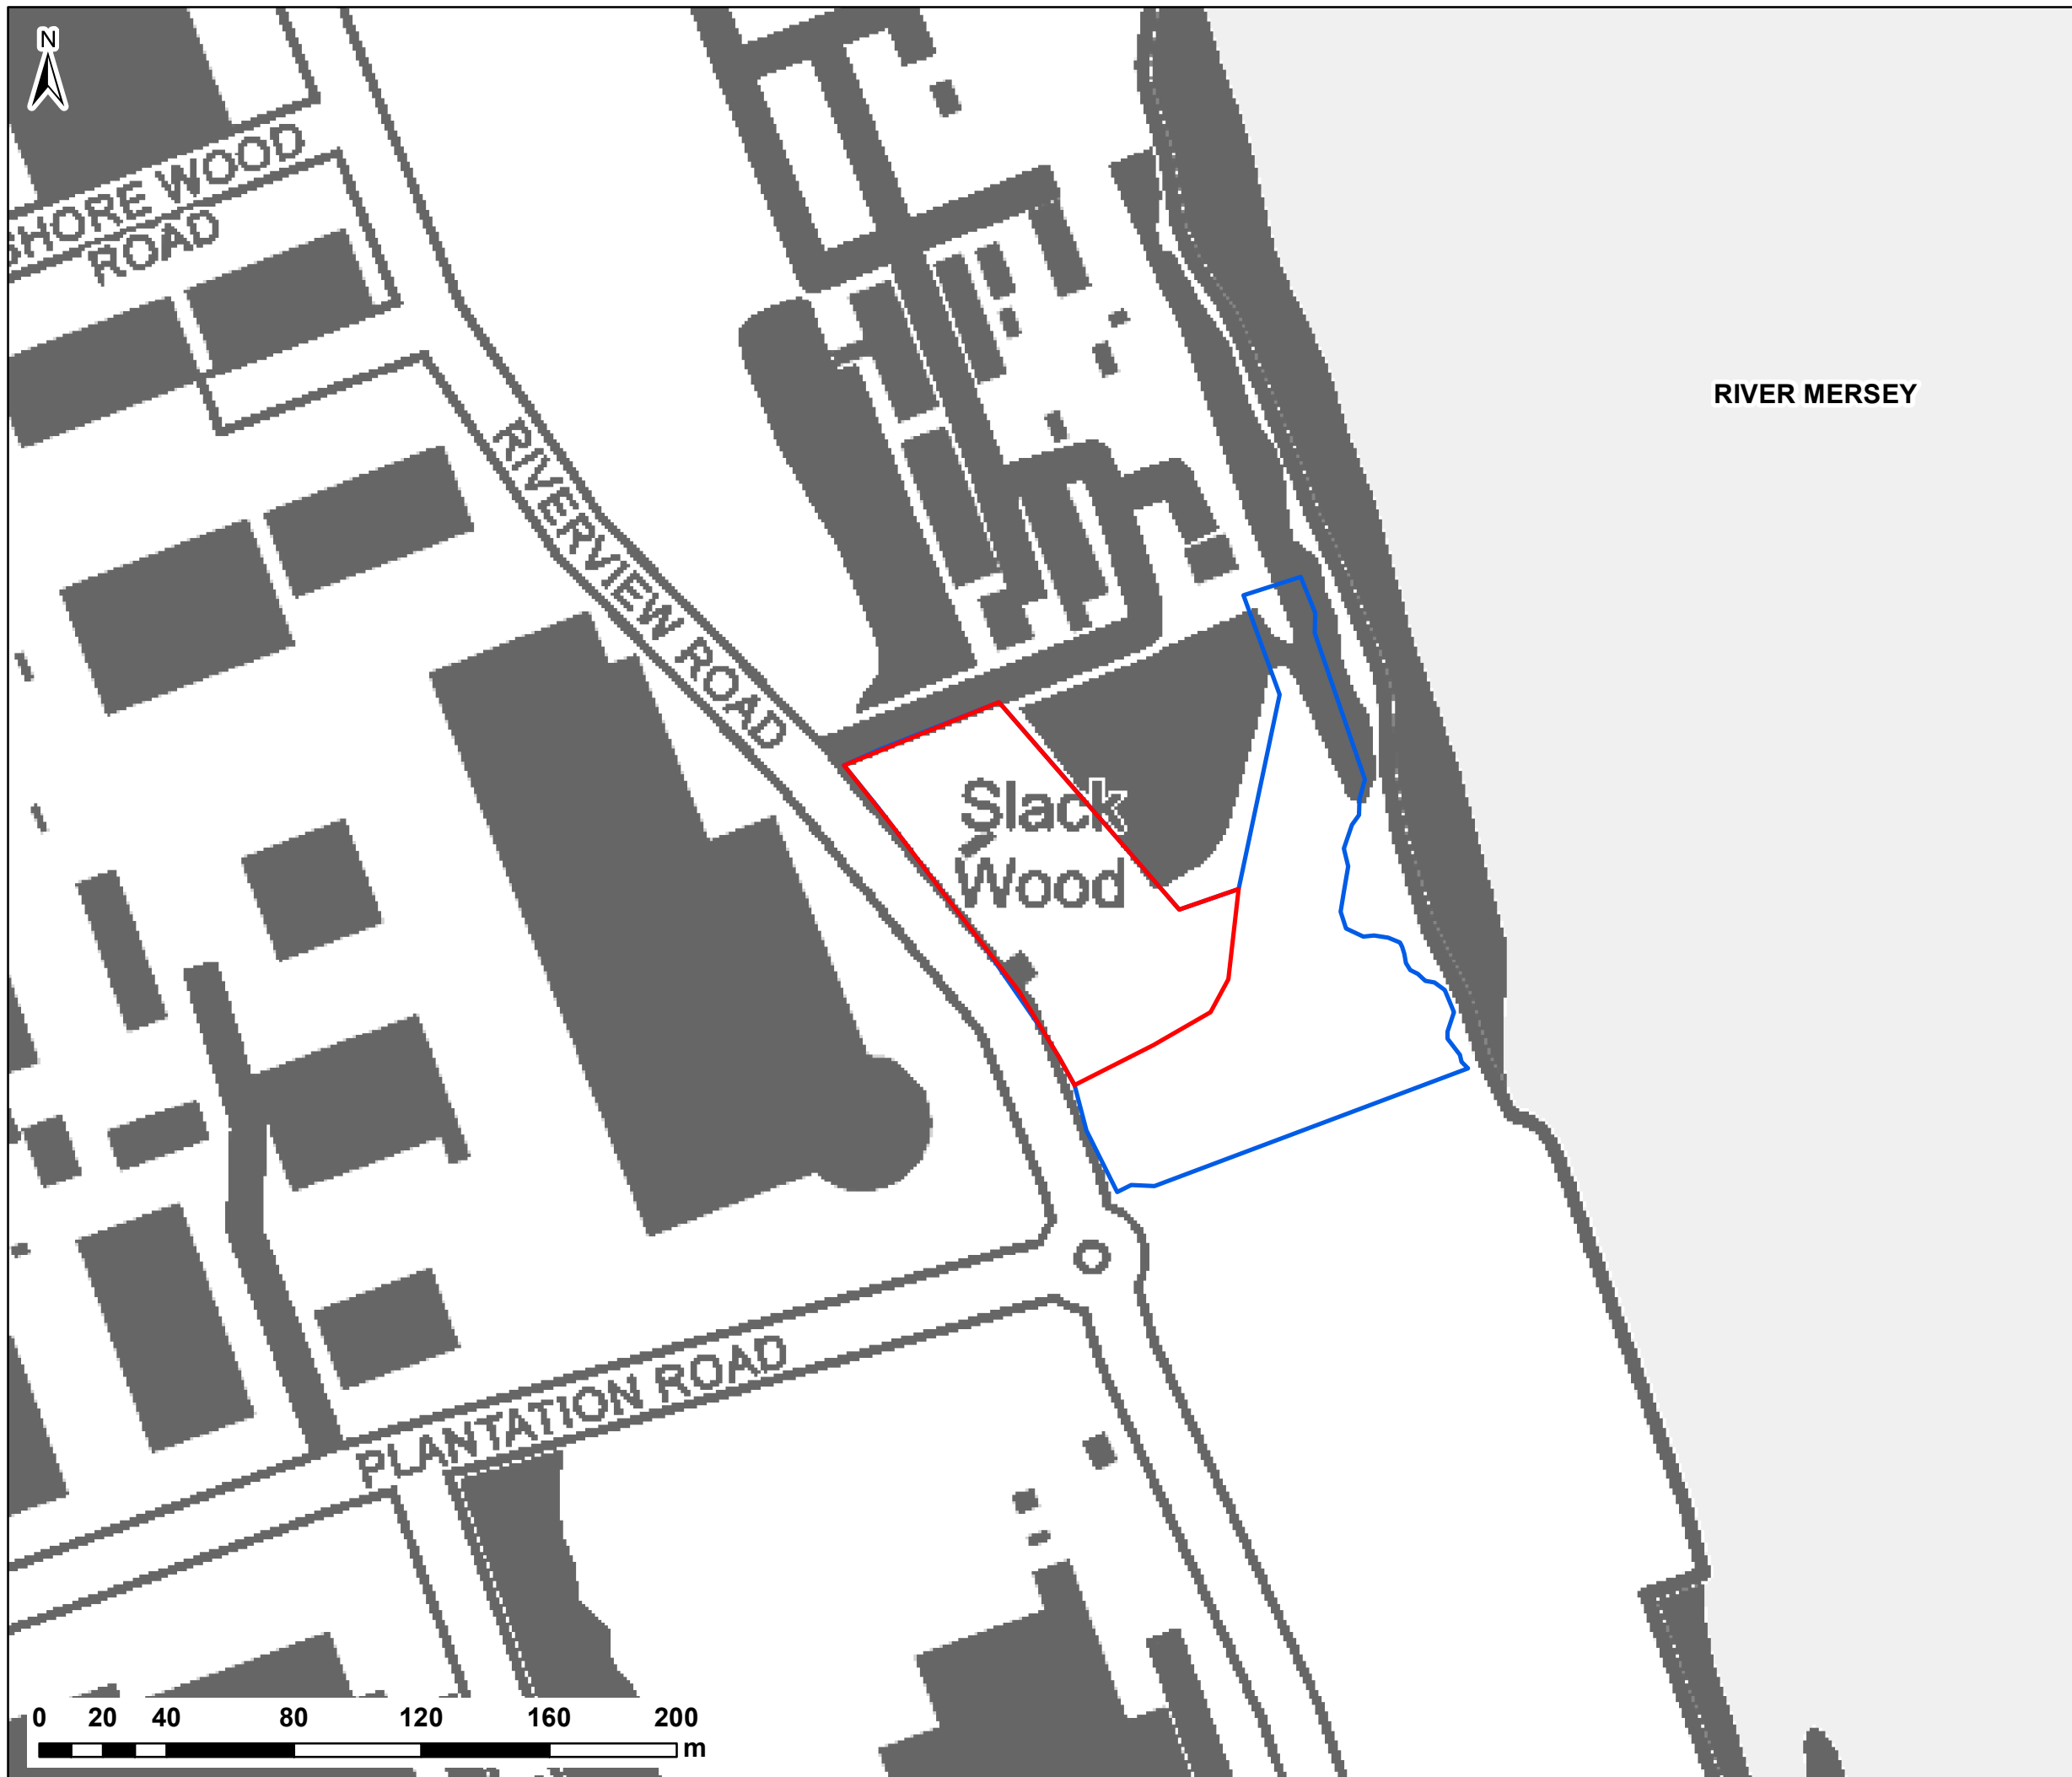 N
SHORE WOOD
ROAD
RIVER MERSEY
RIVERVIEW ROAD
Slack
Wood
PLANTATION ROAD
0 20 40 80 120 160 200
m